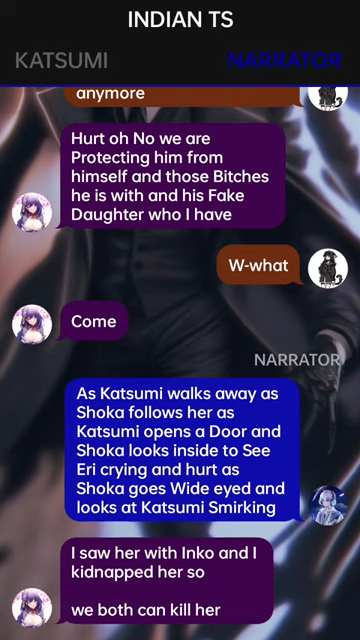 INDIAN TS
KATSUMI
NARRATOR
anymore
Hurt oh No we are
Protecting him from
himself and those Bitches
he is with and his Fake
Daughter who I have
W-what
Come
NARRATOR
As Katsumi walks away as
Shoka follows her as
Katsumi opens a Door and
Shoka looks inside to See
Eri crying and hurt as
Shoka goes Wide eyed and
looks at Katsumi Smirking
I saw her with Inko and I
kidnapped her so
we both can kill her